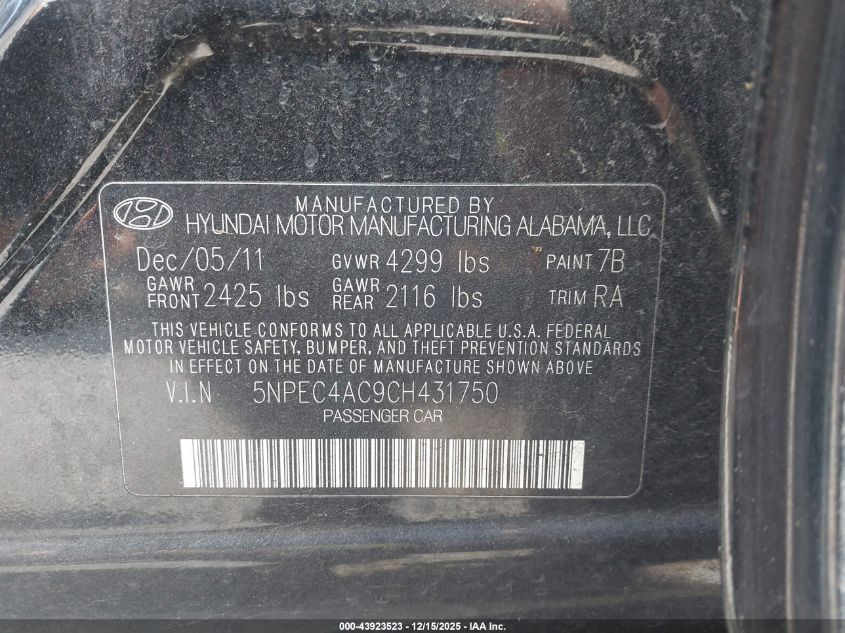 MANUFACTURED BY
HYUNDAI MOTOR MANUFACTURING ALABAMA, LLC
Dec/05/11 GVWR 4299 lbs PAINT 7B
GAWR FRONT 2425 lbs GAWR REAR 2116 lbs TRIM RA
THIS VEHICLE CONFORMS TO ALL APPLICABLE U.S.A. FEDERAL
MOTOR VEHICLE SAFETY, BUMPER, AND THEFT PREVENTION STANDARDS
IN EFFECT ON THE DATE OF MANUFACTURE SHOWN ABOVE
V.I.N 5NPEC4AC9CH431750
PASSENGER CAR
000-43923523 - 12/15/2025 - IAA Inc.